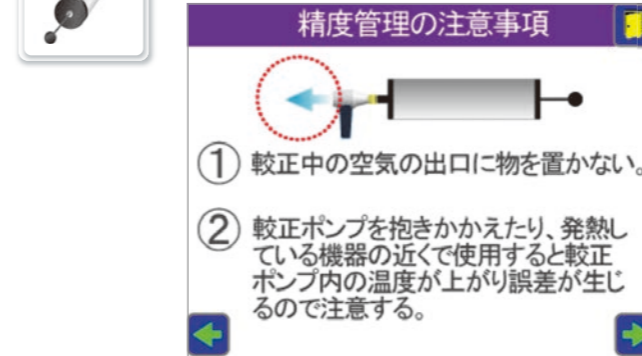 精度管理の注意事項
① 較正中の空気の出口に物を置かない。
② 較正ポンプを抱きかかえたり、発熱し
ている機器の近くで使用すると較正
ポンプ内の温度が上がり誤差が生じ
るので注意する。